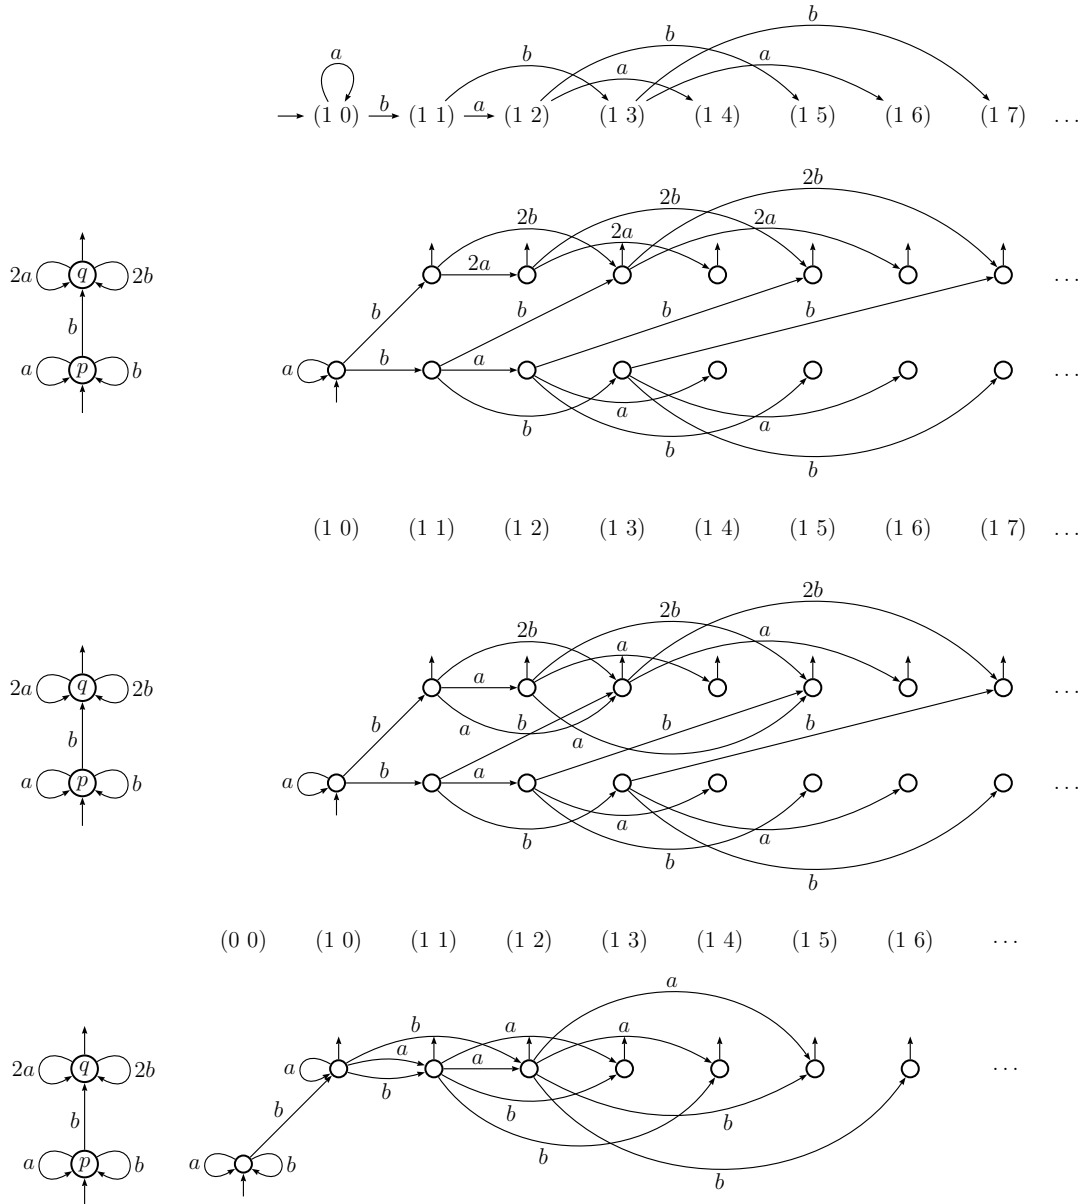 a
b b a
b b
a b a
(1 0) (1 1) (1 2) (1 3) (1 4) (1 5) (1 6) (1 7) ...
2b
2b 2b
2a 2a
2a q 2b 2a ...
b b b b b
a p b a b a ...
a a
b b
b
(1 0) (1 1) (1 2) (1 3) (1 4) (1 5) (1 6) (1 7) ...
2b
2b 2b
a a
2a q 2b a ...
b b a b a b b
a p b a b a ...
a a
b b
b
(0 0) (1 0) (1 1) (1 2) (1 3) (1 4) (1 5) (1 6) ...
a
b a a
2a q 2b a a a ...
b
b b b b
b
a p b a b b